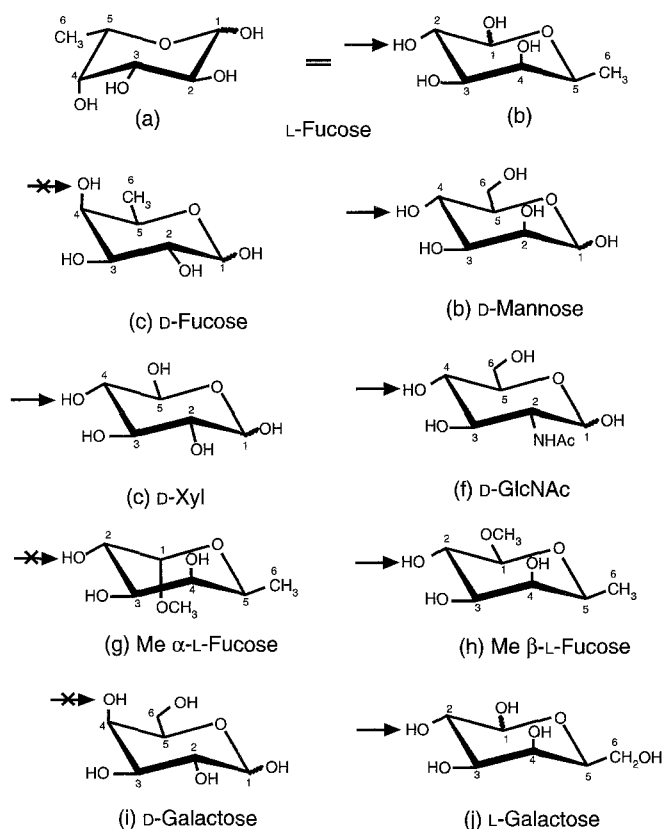 6
CH₃
5
O
1
OH
3
4
HO
2
OH
OH
(a)
=
2
OH
O
HO
1
OH
6
CH₃
HO
3
4
5
(b)
L-Fucose
OH
6
CH₃
4
5
O
2
HO
3
OH
1
OH
(c) D-Fucose
4
6
OH
HO
5
O
OH
HO
3
2
1
OH
(b) D-Mannose
4
HO
O
HO
5
2
HO
3
OH
1
OH
(c) D-Xyl
4
6
OH
HO
5
O
2
HO
3
NHAc
1
OH
(f) D-GlcNAc
2
1
O
HO
OH
6
CH₃
HO
3
4
5
OCH₃
(g) Me α-L-Fucose
2
OCH₃
O
HO
1
OH
6
CH₃
HO
3
4
5
(h) Me β-L-Fucose
OH
6
OH
4
5
O
2
HO
3
OH
1
OH
(i) D-Galactose
2
OH
O
HO
1
OH
6
CH₂OH
HO
3
4
5
(j) L-Galactose